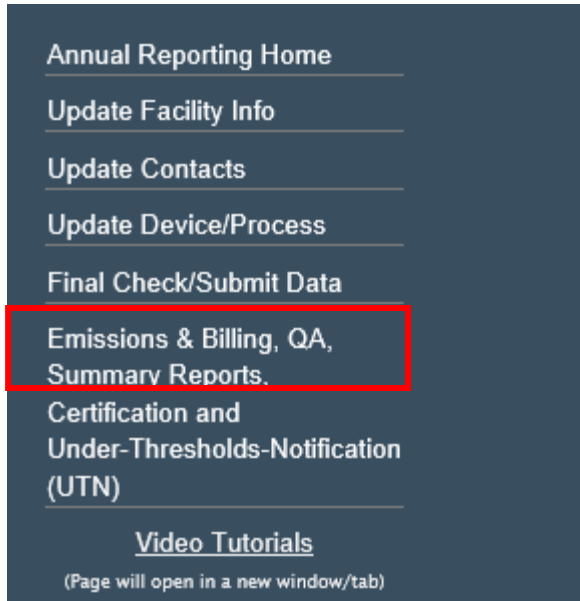 Annual Reporting Home
Update Facility Info
Update Contacts
Update Device/Process
Final Check/Submit Data
Emissions & Billing, QA,
Summary Reports,
Certification and
Under-Thresholds-Notification
(UTN)
Video Tutorials
(Page will open in a new window/tab)